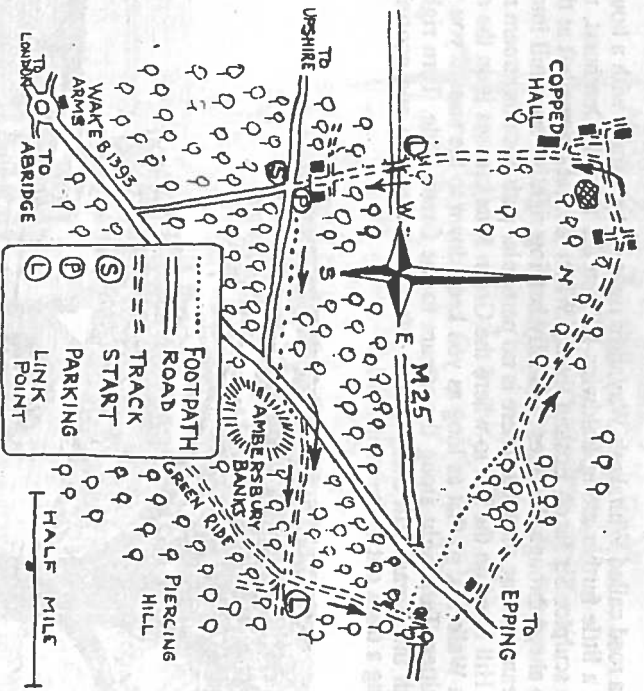 COPPED
HALL
TO
UPSHIRE
TO
LONDON
WAKE
ARMS
B1393
TO
ABRIDGE
S
P
L
W
N
E
S
M25
AMBERSBURY
BANKS
GREEN RIDE
PIERCING
HILL
L
TO
EPPING
FOOTPATH
ROAD
TRACK
S START
P PARKING
L LINK
POINT
HALF MILE